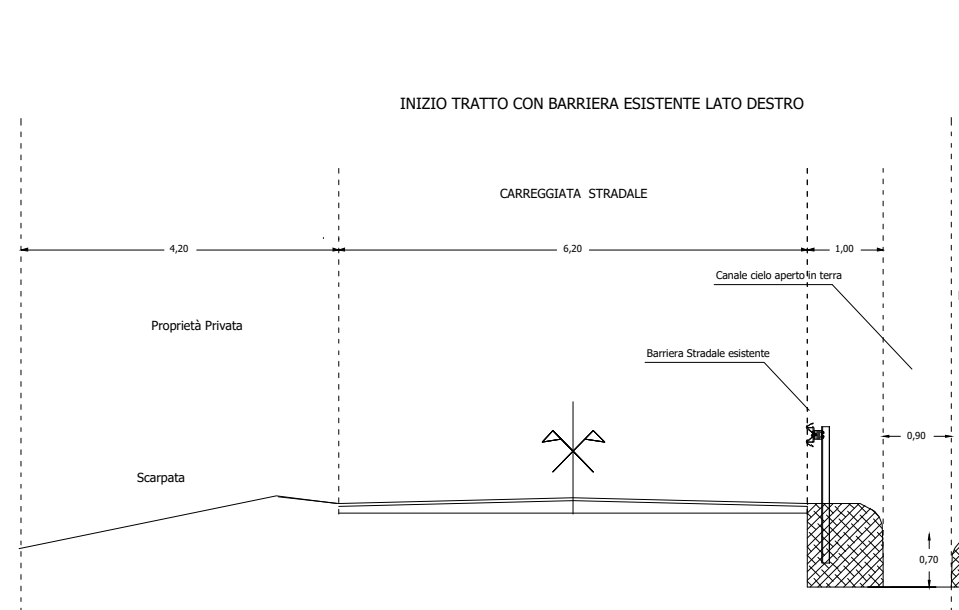 INIZIO TRATTO CON BARRIERA ESISTENTE LATO DESTRO
CARREGGIATA STRADALE
4,20
6,20
1,00
Canale cielo aperto in terra
Proprietà Privata
Barriera Stradale esistente
0,90
Scarpata
0,70